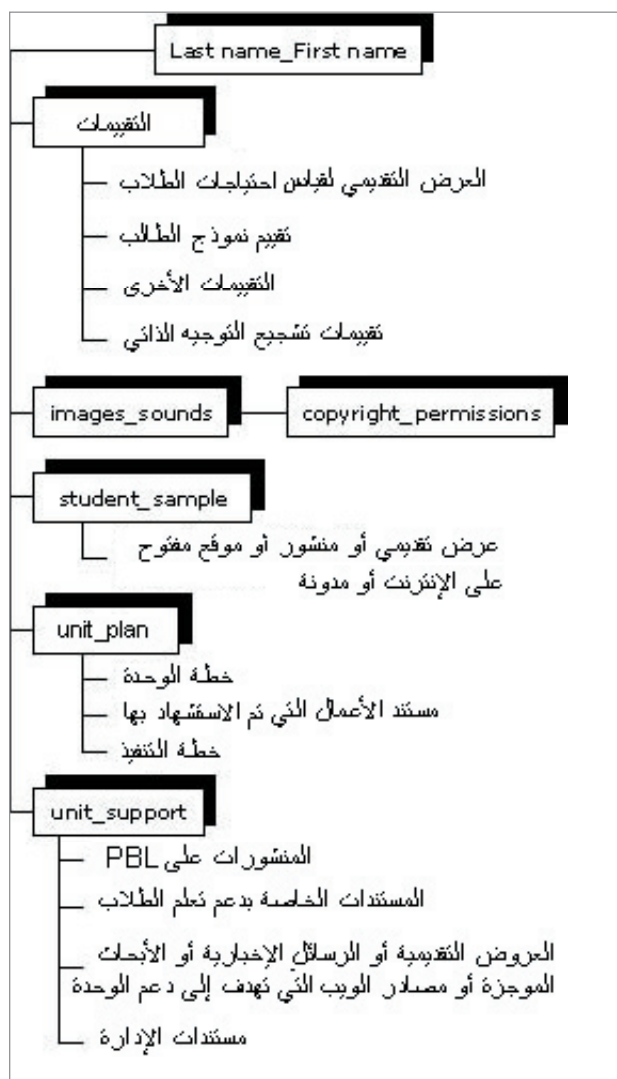 Last name_First name
التقييمات
العرض التقديمي لقياس احتياجات الطلاب
تقييم نموذج الطالب
التقييمات الأخرى
تقييمات تشجيع التوجيه الذاتي
images_sounds
copyright_permissions
student_sample
عرض تقديمي أو منشور أو موقع مفتوح
على الإنترنت أو مدونة
unit_plan
خطة الوحدة
مستند الأعمال التي تم الاستشهاد بها
خطة التنفيذ
unit_support
المنشورات على PBL
المستندات الخاصة بدعم تعلم الطلاب
العروض التقديمية أو الرسائل الإخبارية أو الأبحاث
الموجزة أو مصادر الويب التي تهدف إلى دعم الوحدة
مستندات الإدارة